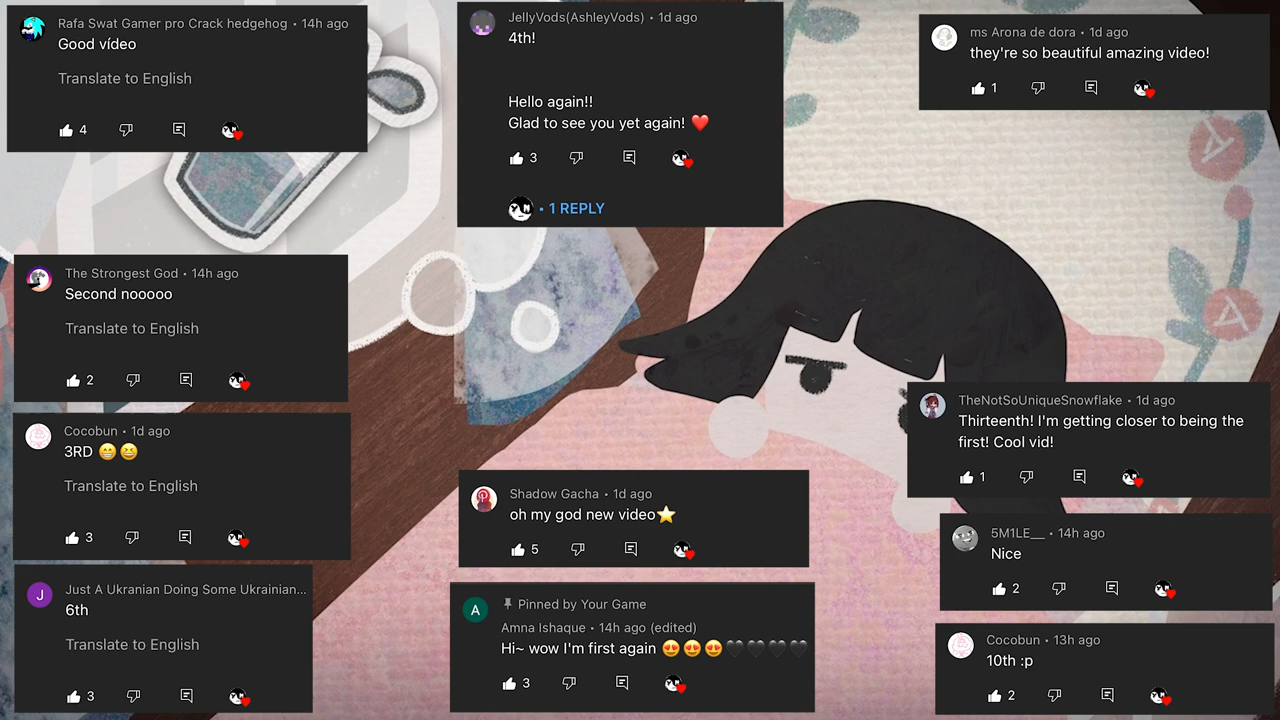 Rafa Swat Gamer pro Crack hedgehog • 14h ago
Good vídeo
Translate to English
4
The Strongest God • 14h ago
Second nooooo
Translate to English
2
Cocobun • 1d ago
3RD 😁😆
Translate to English
3
J
Just A Ukranian Doing Some Ukrainian...
6th
Translate to English
3
JellyVods(AshleyVods) • 1d ago
4th!
Hello again!!
Glad to see you yet again! ❤️
3
• 1 REPLY
Shadow Gacha • 1d ago
oh my god new video⭐
5
A
Pinned by Your Game
Amna Ishaque • 14h ago (edited)
Hi~ wow I'm first again 😍😍😍🖤🖤🖤🖤
3
ms Arona de dora • 1d ago
they're so beautiful amazing video!
1
TheNotSoUniqueSnowflake • 1d ago
Thirteenth! I'm getting closer to being the
first! Cool vid!
1
5M1LE__ • 14h ago
Nice
2
Cocobun • 13h ago
10th :p
2